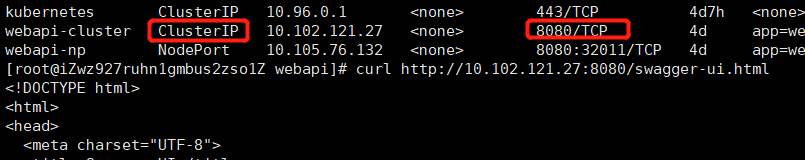 kubernetes ClusterIP 10.96.0.1 <none> 443/TCP 4d7h <none>
webapi-cluster ClusterIP 10.102.121.27 <none> 8080/TCP 4d app=we
webapi-np NodePort 10.105.76.132 <none> 8080:32011/TCP 4d app=we
[root@iZwz927ruhn1gmbus2zso1Z webapi]# curl http://10.102.121.27:8080/swagger-ui.html
<!DOCTYPE html>
<html>
<head>
<meta charset="UTF-8">